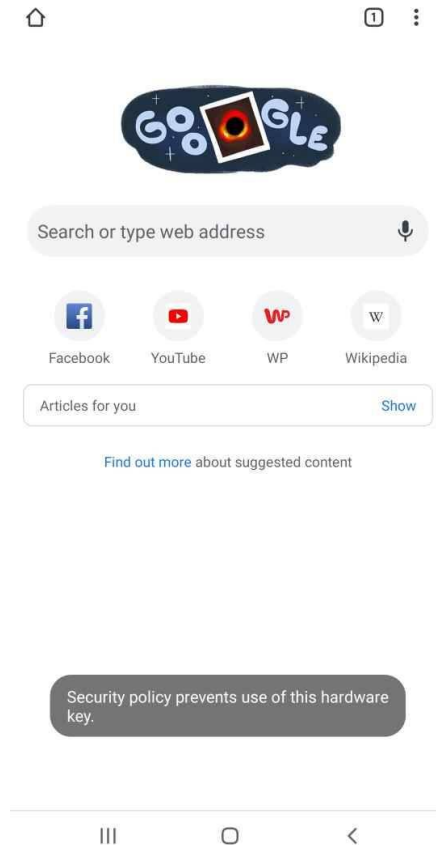 1
GOOGLE
Search or type web address
Facebook YouTube WP Wikipedia
Articles for you Show
Find out more about suggested content
Security policy prevents use of this hardware
key.